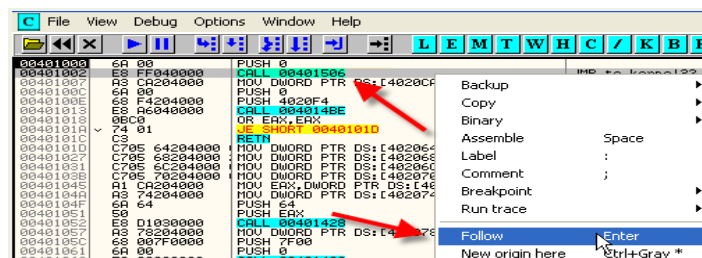 C File View Debug Options Window Help
L E M T W H C / K B
00401000 6A 00 PUSH 0
00401002 E8 FF040000 CALL 00401506
00401007 A3 CA204000 MOV DWORD PTR DS:[4020CA
0040100C 6A 00 PUSH 0
0040100E 68 F4204000 PUSH 4020F4
00401013 E8 A6040000 CALL 004014BE
00401018 0BC0 OR EAX,EAX
0040101A 74 01 JE SHORT 0040101D
0040101C C3 RETN
0040101D C705 64204000 MOV DWORD PTR DS:[402064
00401027 C705 68204000 MOV DWORD PTR DS:[402068
00401031 C705 6C204000 MOV DWORD PTR DS:[40206C
0040103B C705 70204000 MOV DWORD PTR DS:[402070
00401045 A1 CA204000 MOV EAX,DWORD PTR DS:[40
0040104A A3 74204000 MOV DWORD PTR DS:[402074
0040104F 6A 64 PUSH 64
00401051 50 PUSH EAX
00401052 E8 D1030000 CALL 00401428
00401057 A3 78204000 MOV DWORD PTR DS:[402078
0040105C 68 007F0000 PUSH 7F00
00401061 6A 00 PUSH 0
Backup
Copy
Binary
Assemble Space
Label :
Comment ;
Breakpoint
Run trace
Follow Enter
New origin here Ctrl+Gray *